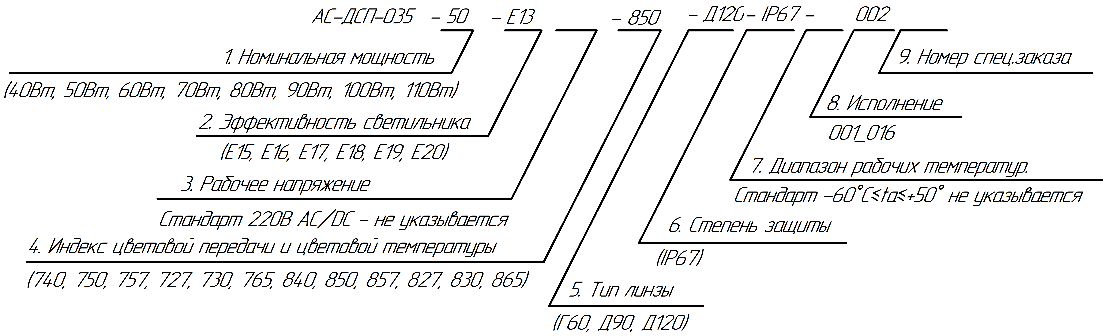 АС-ДСП-035 - 50 - Е13 - 850 - Д120 - IP67 - 002
1. Номинальная мощность
(40Вт, 50Вт, 60Вт, 70Вт, 80Вт, 90Вт, 100Вт, 110Вт)
9. Номер спец.заказа
8. Исполнение
001_016
2. Эффективность светильника
(Е15, Е16, Е17, Е18, Е19, Е20)
7. Диапазон рабочих температур.
Стандарт -60°С≤ta≤+50° не указывается
3. Рабочее напряжение
Стандарт 220В AC/DC - не указывается
6. Степень защиты
(IP67)
4. Индекс цветовой передачи и цветовой температуры
(740, 750, 757, 727, 730, 765, 840, 850, 857, 827, 830, 865)
5. Тип линзы
(Г60, Д90, Д120)